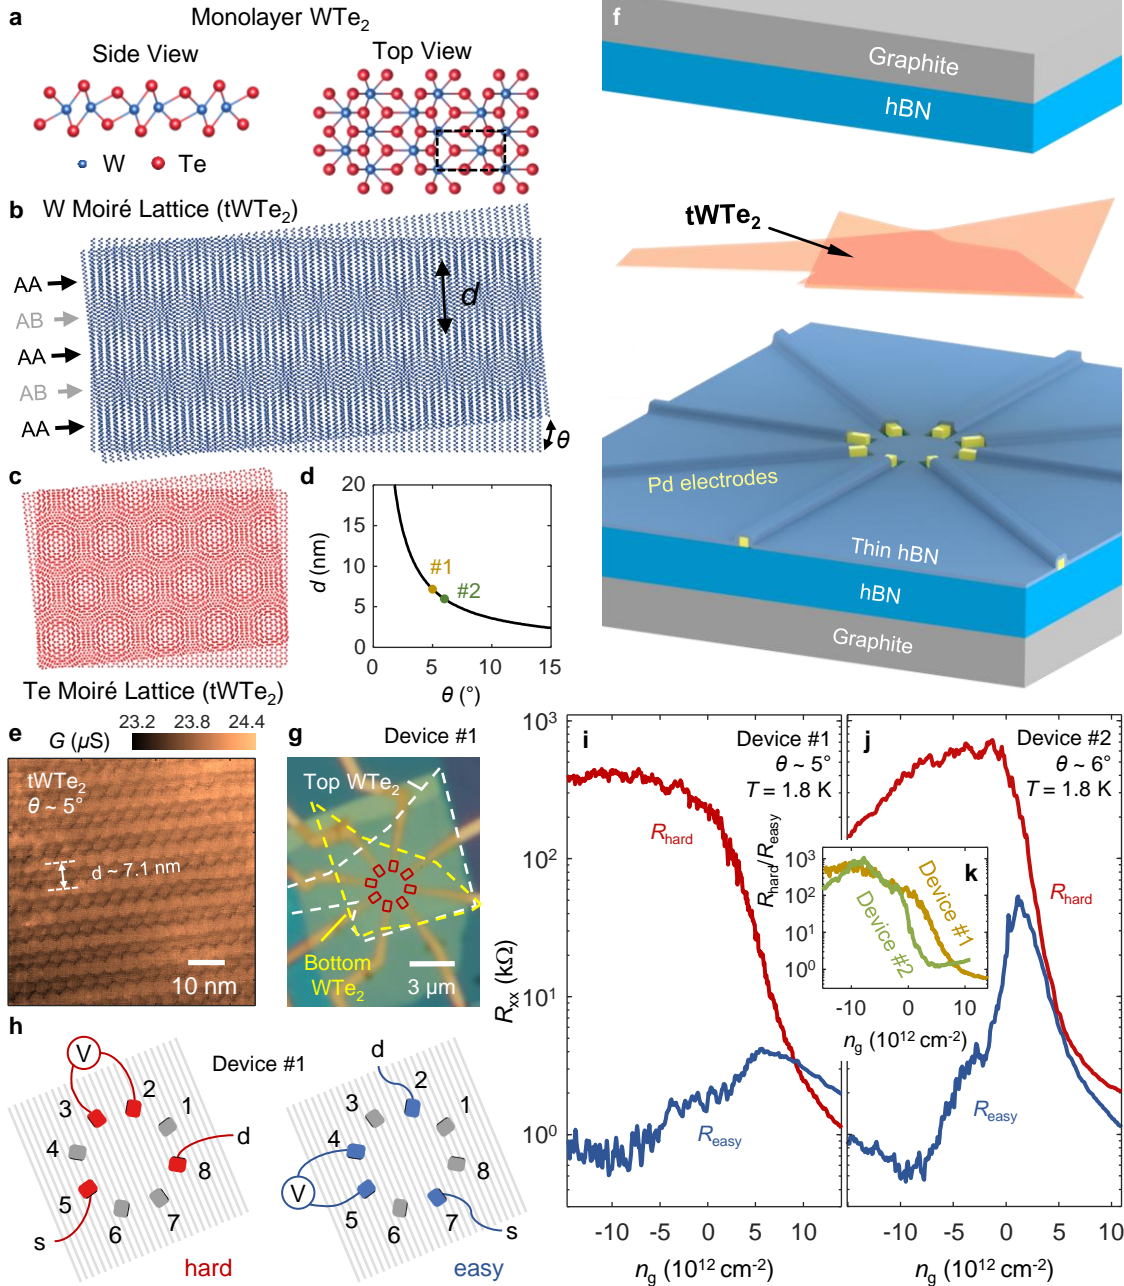 a
Monolayer WTe2
Side View
Top View
W
Te
b
W Moiré Lattice (tWTe2)
AA
AB
AA
AB
AA
d
θ
c
Te Moiré Lattice (tWTe2)
d
20
15
10
5
0
d (nm)
#1
#2
0
5
10
15
θ (°)
e
G (µS)
23.2
23.8
24.4
tWTe2
θ ~ 5°
d ~ 7.1 nm
10 nm
f
Graphite
hBN
tWTe2
Pd electrodes
Thin hBN
hBN
Graphite
g
Device #1
Top WTe2
Bottom
WTe2
3 µm
h
Device #1
V
2
3
1
4
d
8
5
6
7
s
hard
d
2
3
1
4
8
V
5
6
7
s
easy
i
Device #1
θ ~ 5°
T = 1.8 K
10³
10²
10¹
10⁰
Rxx (kΩ)
Rhard
Reasy
-10
-5
0
5
10
ng (10¹² cm-2)
j
Device #2
θ ~ 6°
T = 1.8 K
Rhard
Reasy
-10
-5
0
5
10
ng (10¹² cm-2)
k
Rhard/Reasy
10³
10²
10¹
10⁰
Device #1
Device #2
-10
0
10
ng (10¹² cm-2)